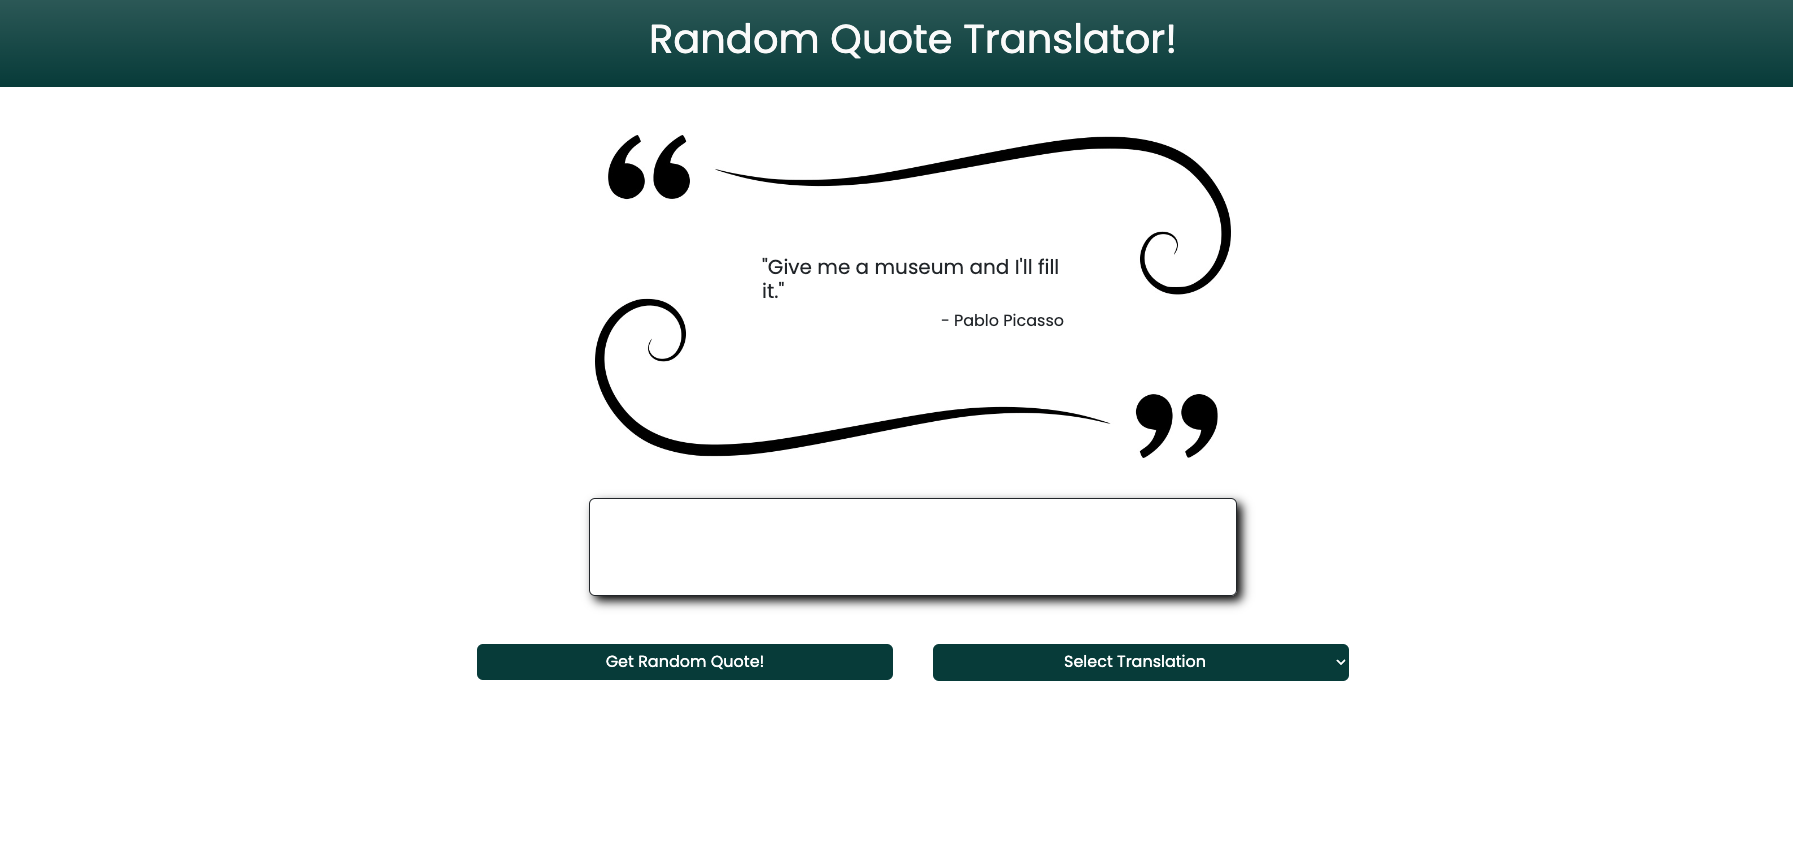 Random Quote Translator!
"Give me a museum and I'll fill
it."
- Pablo Picasso
Get Random Quote!
Select Translation